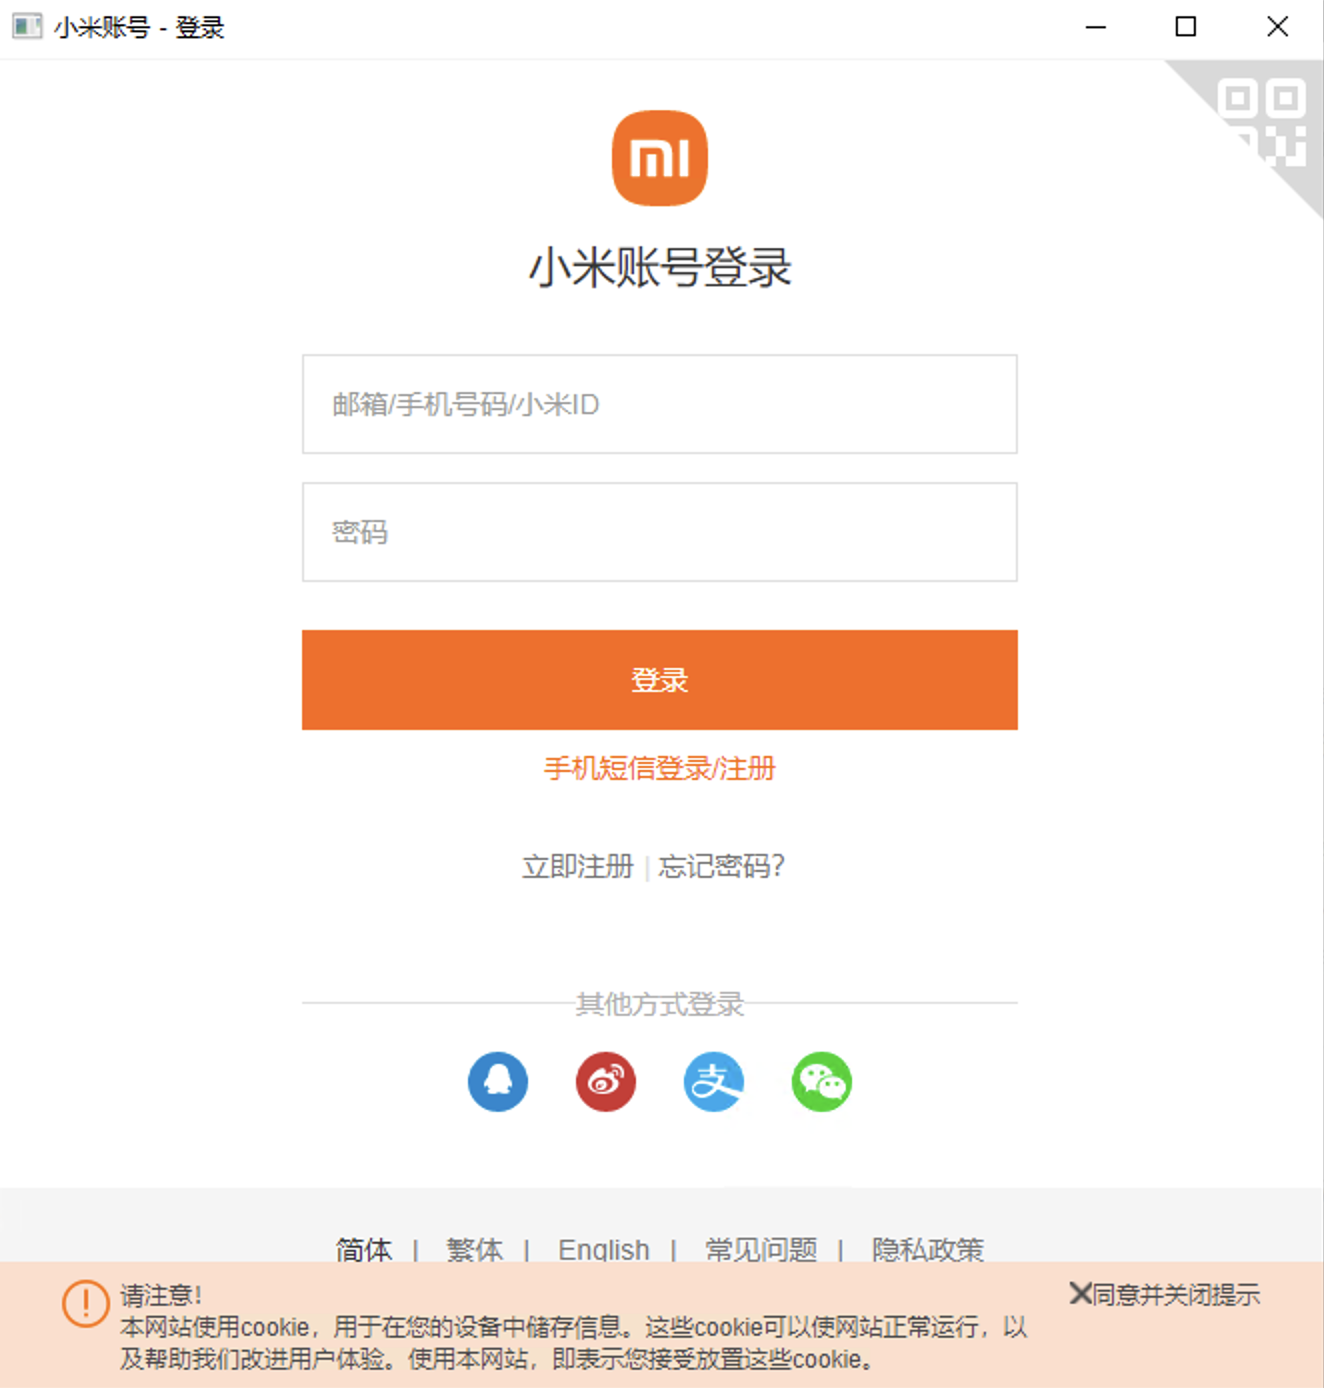 小米账号 - 登录
mi
小米账号登录
邮箱/手机号码/小米ID
密码
登录
手机短信登录/注册
立即注册 | 忘记密码?
其他方式登录
支
简体 | 繁体 | English | 常见问题 | 隐私政策
请注意!
同意并关闭提示
本网站使用cookie，用于在您的设备中储存信息。这些cookie可以使网站正常运行，以
及帮助我们改进用户体验。使用本网站，即表示您接受放置这些cookie。